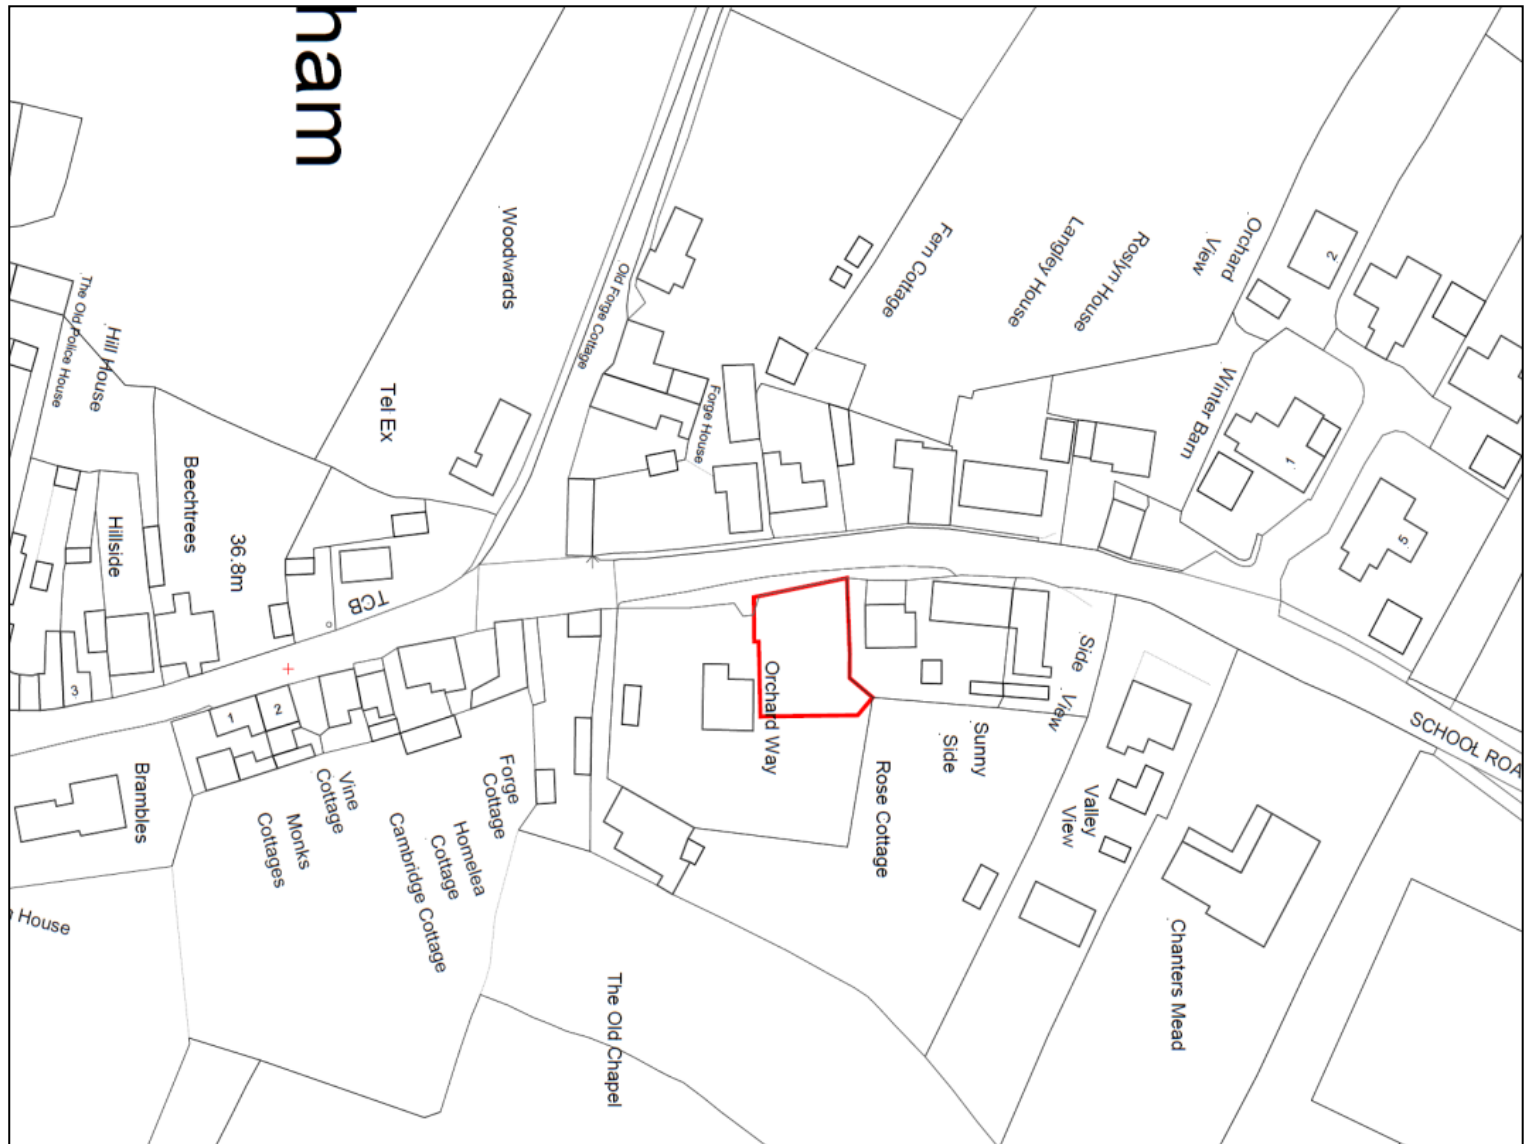 ham
Woodwards
Old Forge Cottage
Fern Cottage
Langley House
Roslyn House
Orchard
View
2
The Old Police House
Hill House
Tel Ex
Forge House
Winter Barn
1
5
Beechtrees
Hillside
36.8m
TCB
3
1
2
Orchard Way
Side View
Sunny
Side
SCHOOL ROA
Brambles
Vine
Cottage
Monks
Cottages
Forge
Cottage
Homelea
Cottage
Cambridge Cottage
Rose Cottage
Valley
View
House
The Old Chapel
Chanters Mead